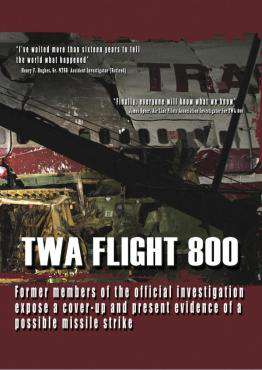 "I've waited more than sixteen years to tell
the world what happened"
Henry F. Hughes, Sr. NTSB Accident Investigator (Retired)
TRA
"Finally, everyone will know what we know"
TWA FLIGHT 800
Former members of the official investigation
expose a cover-up and present evidence of a
possible missile strike